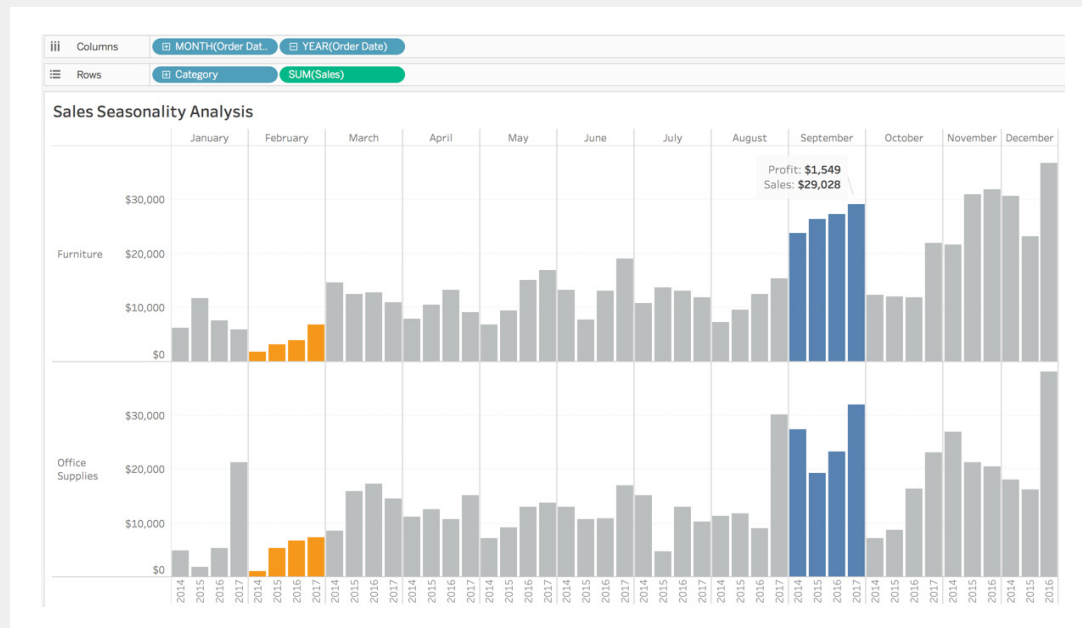 Columns MONTH(Order Dat.. YEAR(Order Date)
Rows Category SUM(Sales)
Sales Seasonality Analysis
January February March April May June July August September October November December
Profit: $1,549
Sales: $29,028
Furniture
$30,000
$20,000
$10,000
$0
Office
Supplies
$30,000
$20,000
$10,000
$0
2014 2015 2016 2017 2014 2015 2016 2017 2014 2015 2016 2017 2014 2015 2016 2017 2014 2015 2016 2017 2014 2015 2016 2017 2014 2015 2016 2017 2014 2015 2016 2017 2014 2015 2016 2017 2014 2015 2016 2017 2014 2015 2016 2014 2015 2016